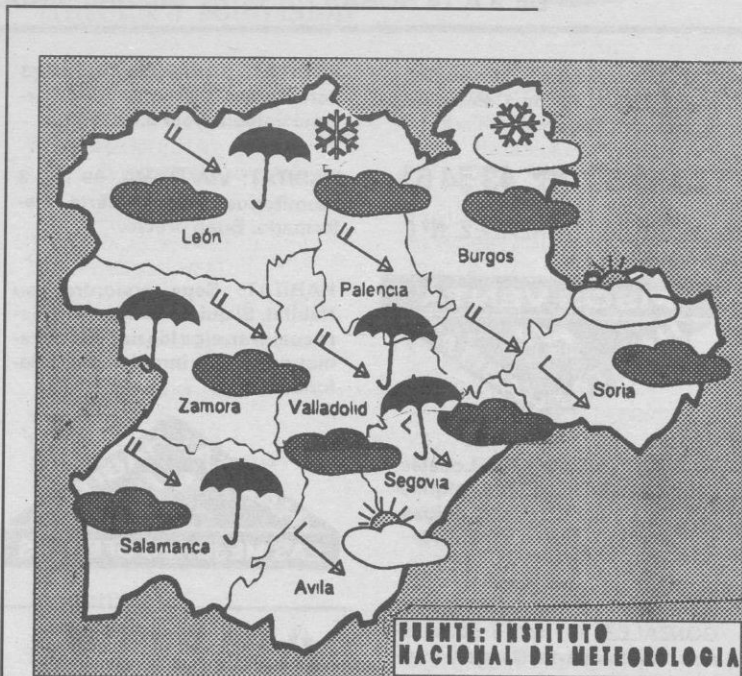 León
Burgos
Palencia
Soria
Zamora
Valladolid
Segovia
Salamanca
Avila
FUENTE: INSTITUTO
NACIONAL DE METEOROLOGIA